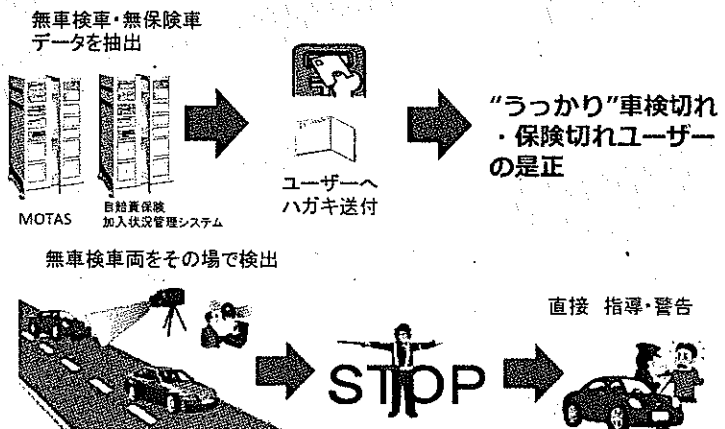 無車検車・無保険車
データを抽出
MOTAS
自賠責保険
加入状況管理システム
ユーザーへ
ハガキ送付
“うっかり”車検切れ
・保険切れユーザー
の是正
無車検車両をその場で検出
STOP
直接 指導・警告